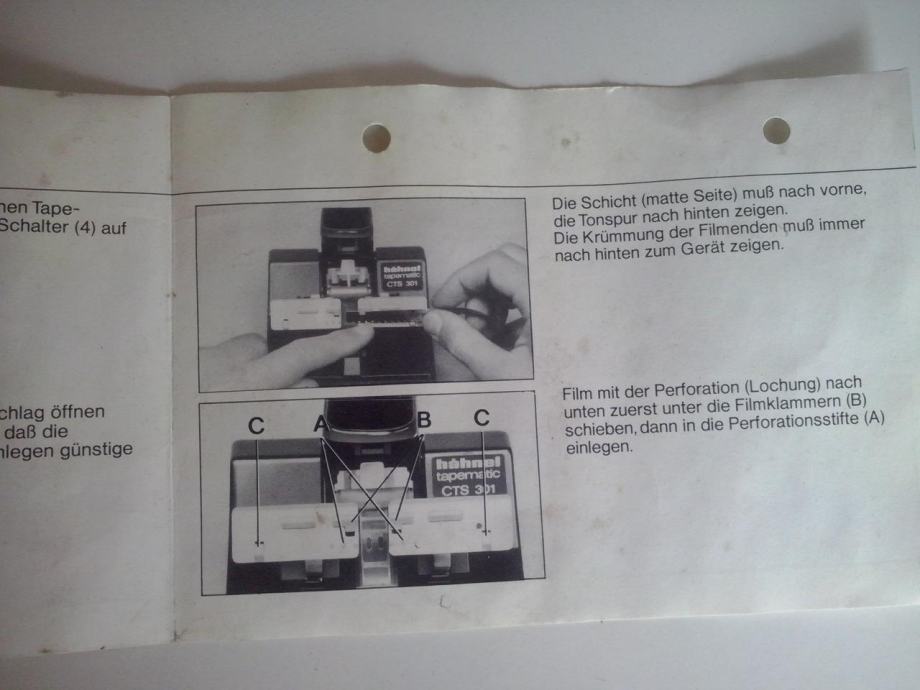 nen Tape-
Schalter (4) auf
chlag öffnen
daß die
nlegen günstige
hähnel
tapematic
CTS 301
C
A
B
C
hähnel
tapematic
CTS 301
Die Schicht (matte Seite) muß nach vorne,
die Tonspur nach hinten zeigen.
Die Krümmung der Filmenden muß immer
nach hinten zum Gerät zeigen.
Film mit der Perforation (Lochung) nach
unten zuerst unter die Filmklammern (B)
schieben, dann in die Perforationsstifte (A)
einlegen.